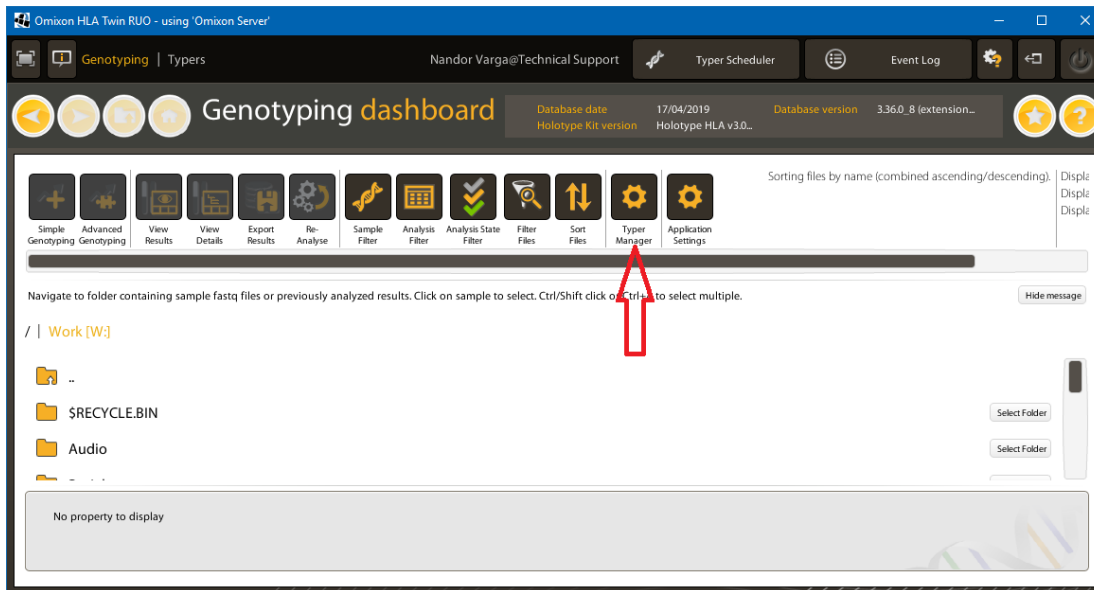 Omixon HLA Twin RUO - using 'Omixon Server'
Genotyping | Typers
Nandor Varga@Technical Support
Typer Scheduler
Event Log
Genotyping dashboard
Database date 17/04/2019 Database version 3.36.0_8 (extension...
Holotype Kit version Holotype HLA v3.0...
Sorting files by name (combined ascending/descending).
Displa
Displa
Displa
Simple Genotyping
Advanced Genotyping
View Results
View Details
Export Results
Re-Analyse
Sample Filter
Analysis Filter
Analysis State Filter
Filter Files
Sort Files
Typer Manager
Application Settings
Navigate to folder containing sample fastq files or previously analyzed results. Click on sample to select. Ctrl/Shift click to select multiple.
Hide message
/ | Work [W:]
..
$RECYCLE.BIN
Select Folder
Audio
Select Folder
No property to display